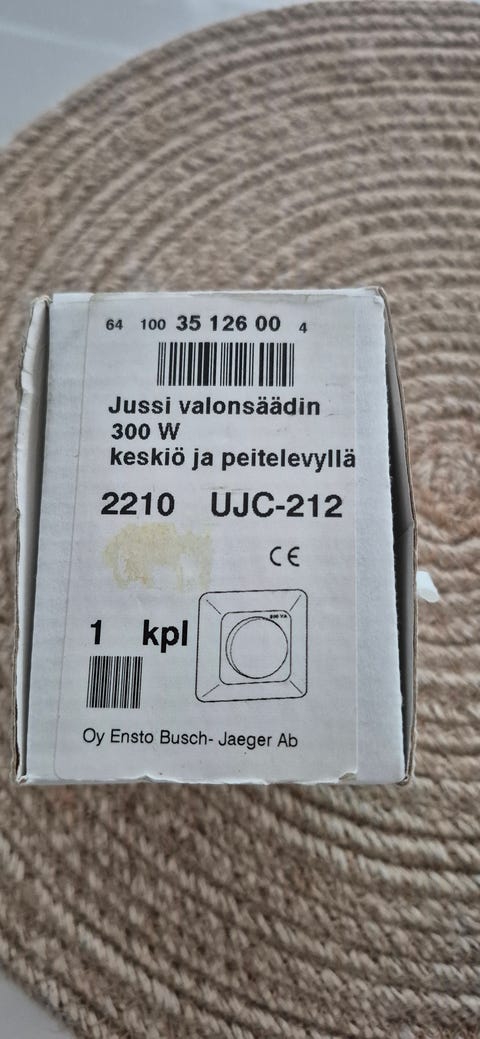 64 100 35 126 00 4
Jussi valonsäädin
300 W
keskiö ja peitelevyllä
2210 UJC-212
CE
1 kpl
Oy Ensto Busch- Jaeger Ab